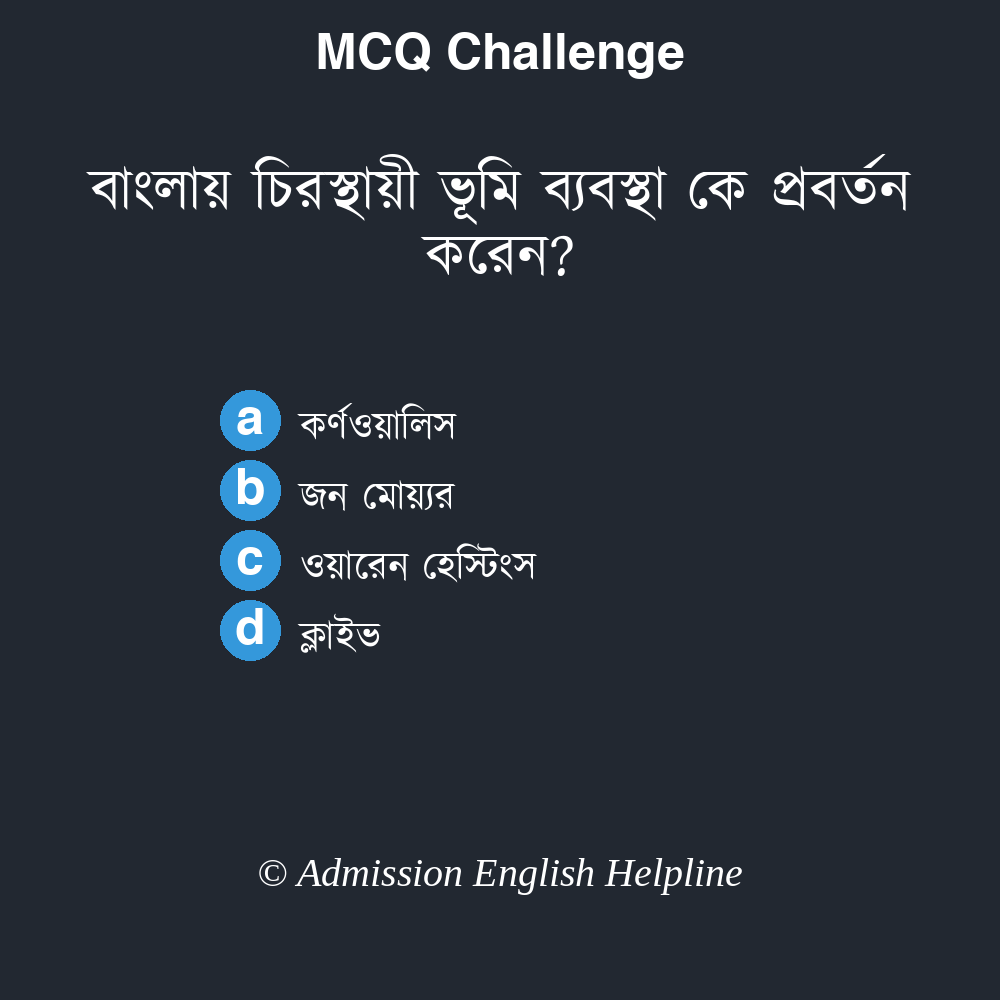 MCQ Challenge
বাংলায় চিরস্থায়ী ভূমি ব্যবস্থা কে প্রবর্তন
করেন?
a কর্ণওয়ালিস
b জন মোয়্যর
c ওয়ারেন হেস্টিংস
d ক্লাইভ
© Admission English Helpline